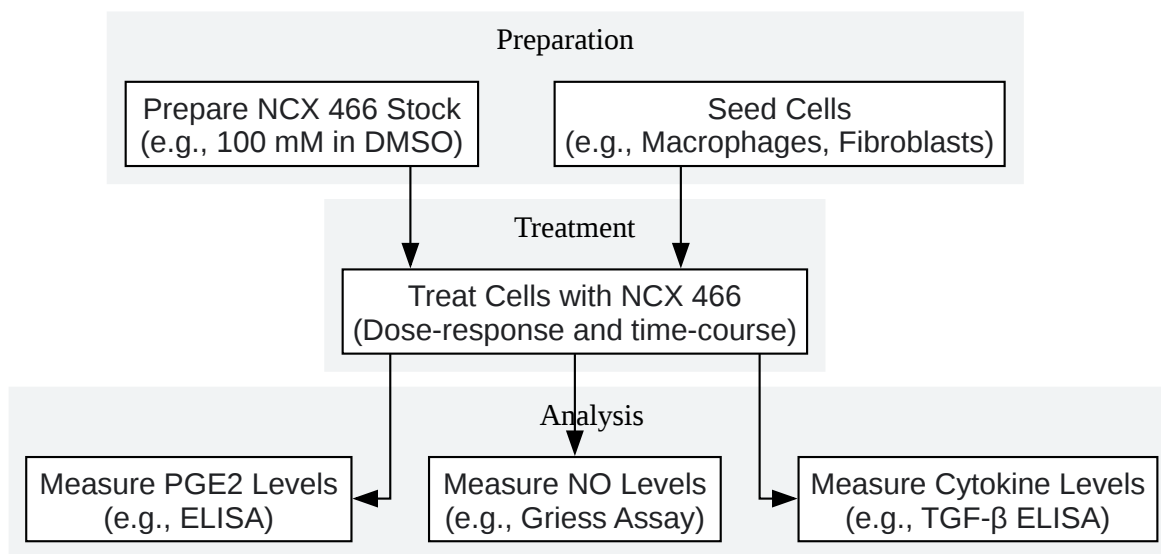 Preparation
Prepare NCX 466 Stock
(e.g., 100 mM in DMSO)
Seed Cells
(e.g., Macrophages, Fibroblasts)
Treatment
Treat Cells with NCX 466
(Dose-response and time-course)
Analysis
Measure PGE2 Levels
(e.g., ELISA)
Measure NO Levels
(e.g., Griess Assay)
Measure Cytokine Levels
(e.g., TGF-β ELISA)